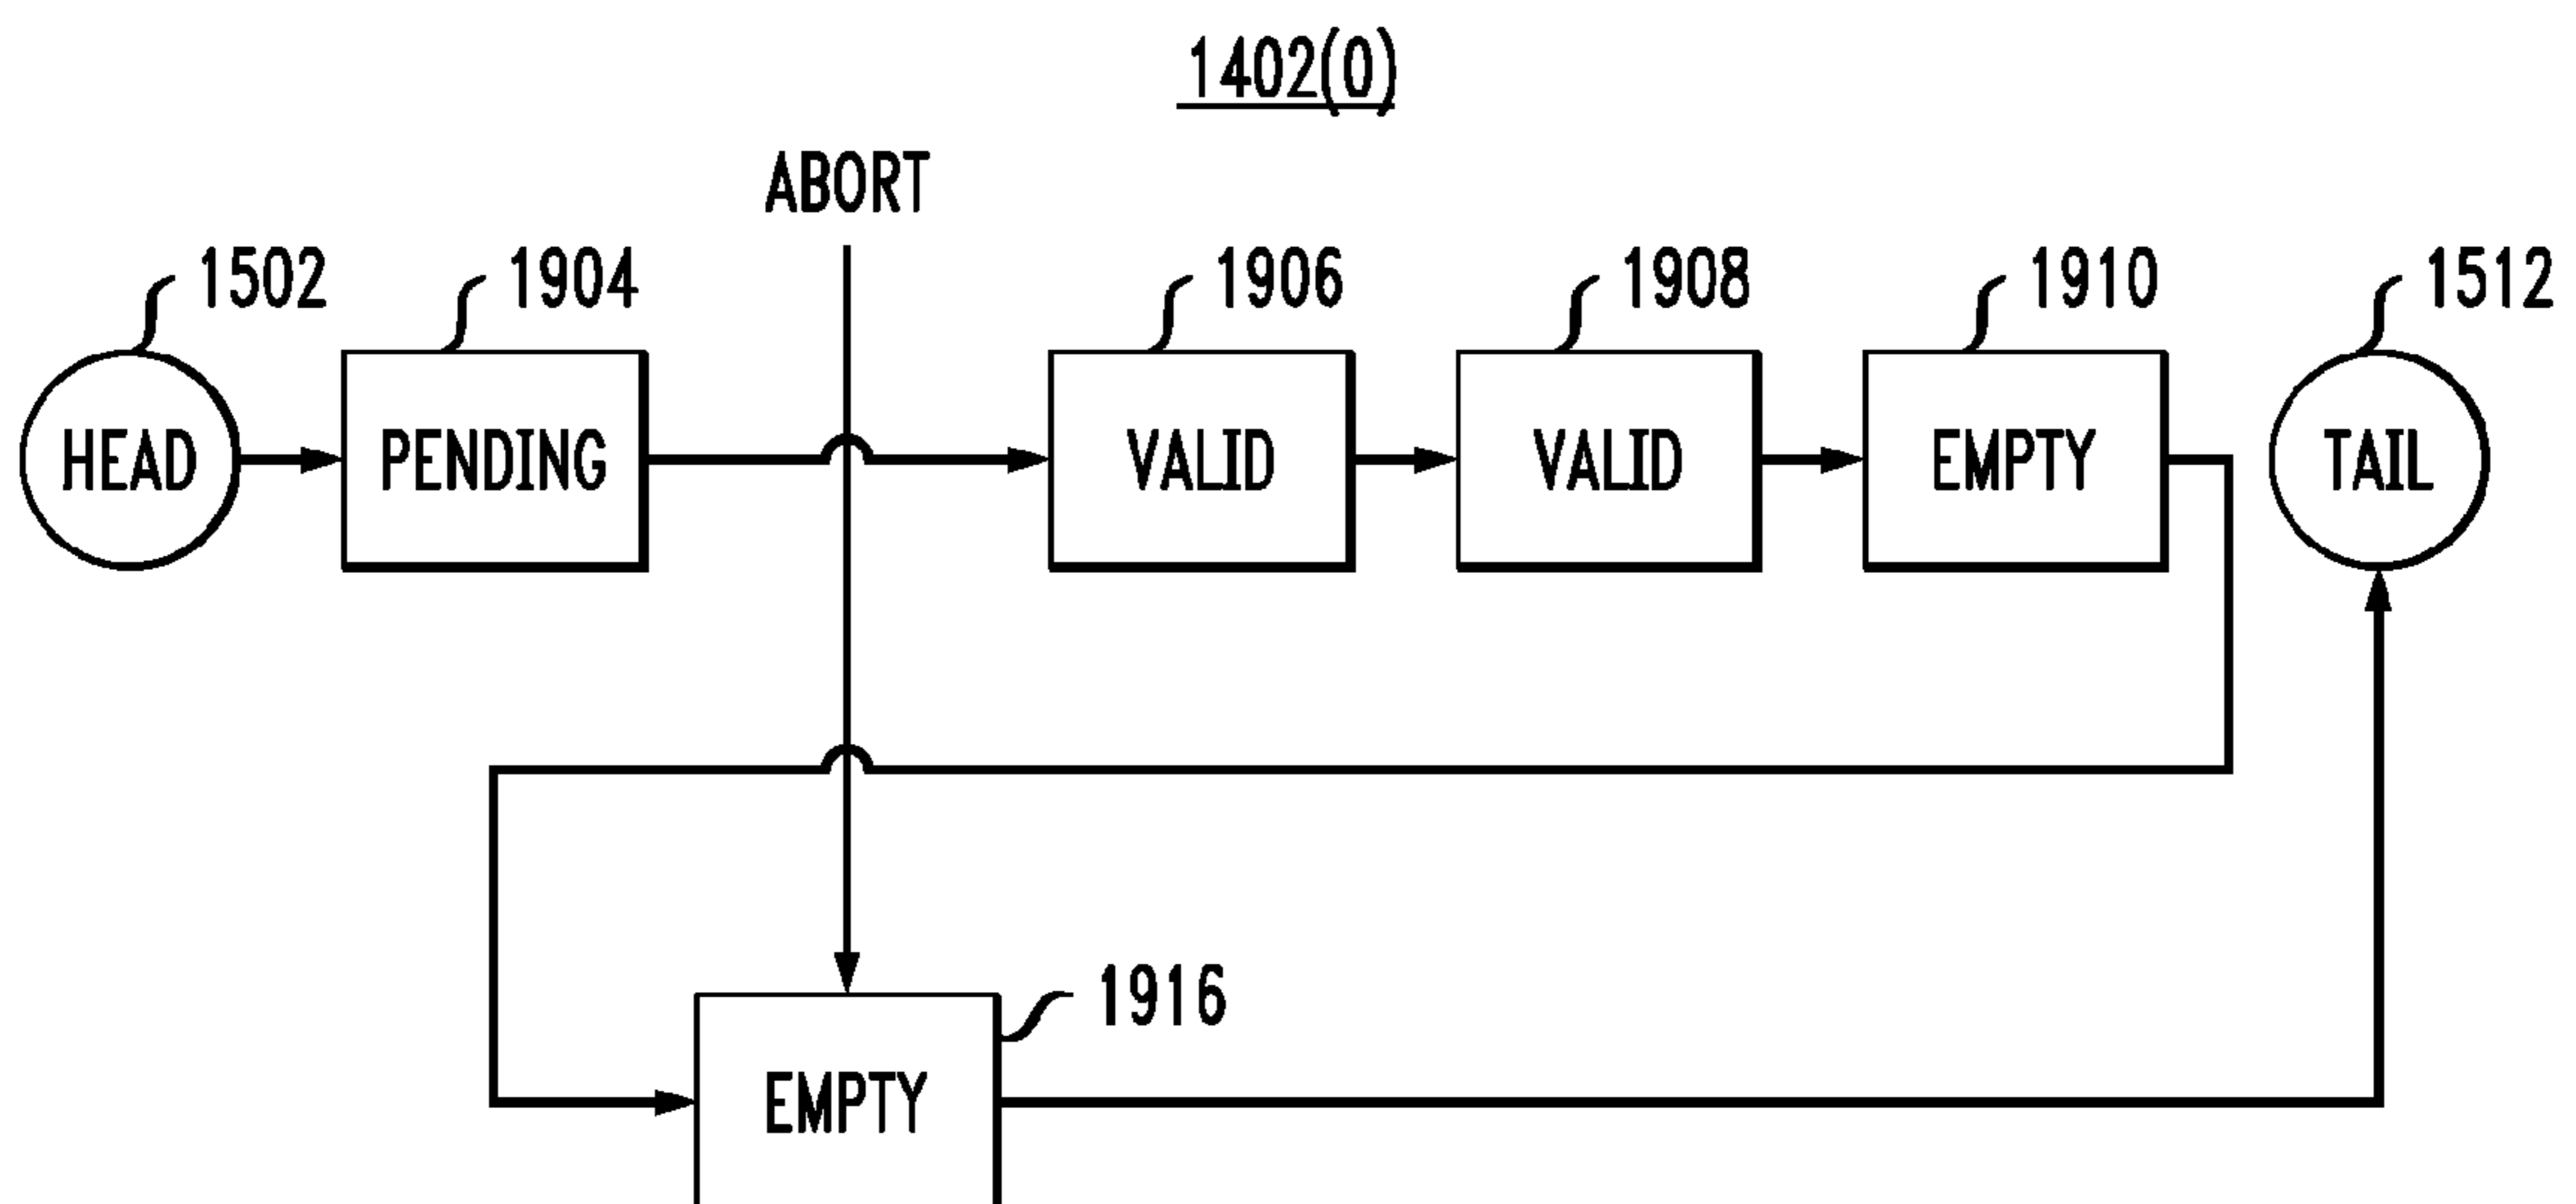 1402(0)
ABORT
1502 1904 1906 1908 1910 1512
HEAD PENDING VALID VALID EMPTY TAIL
1916
EMPTY